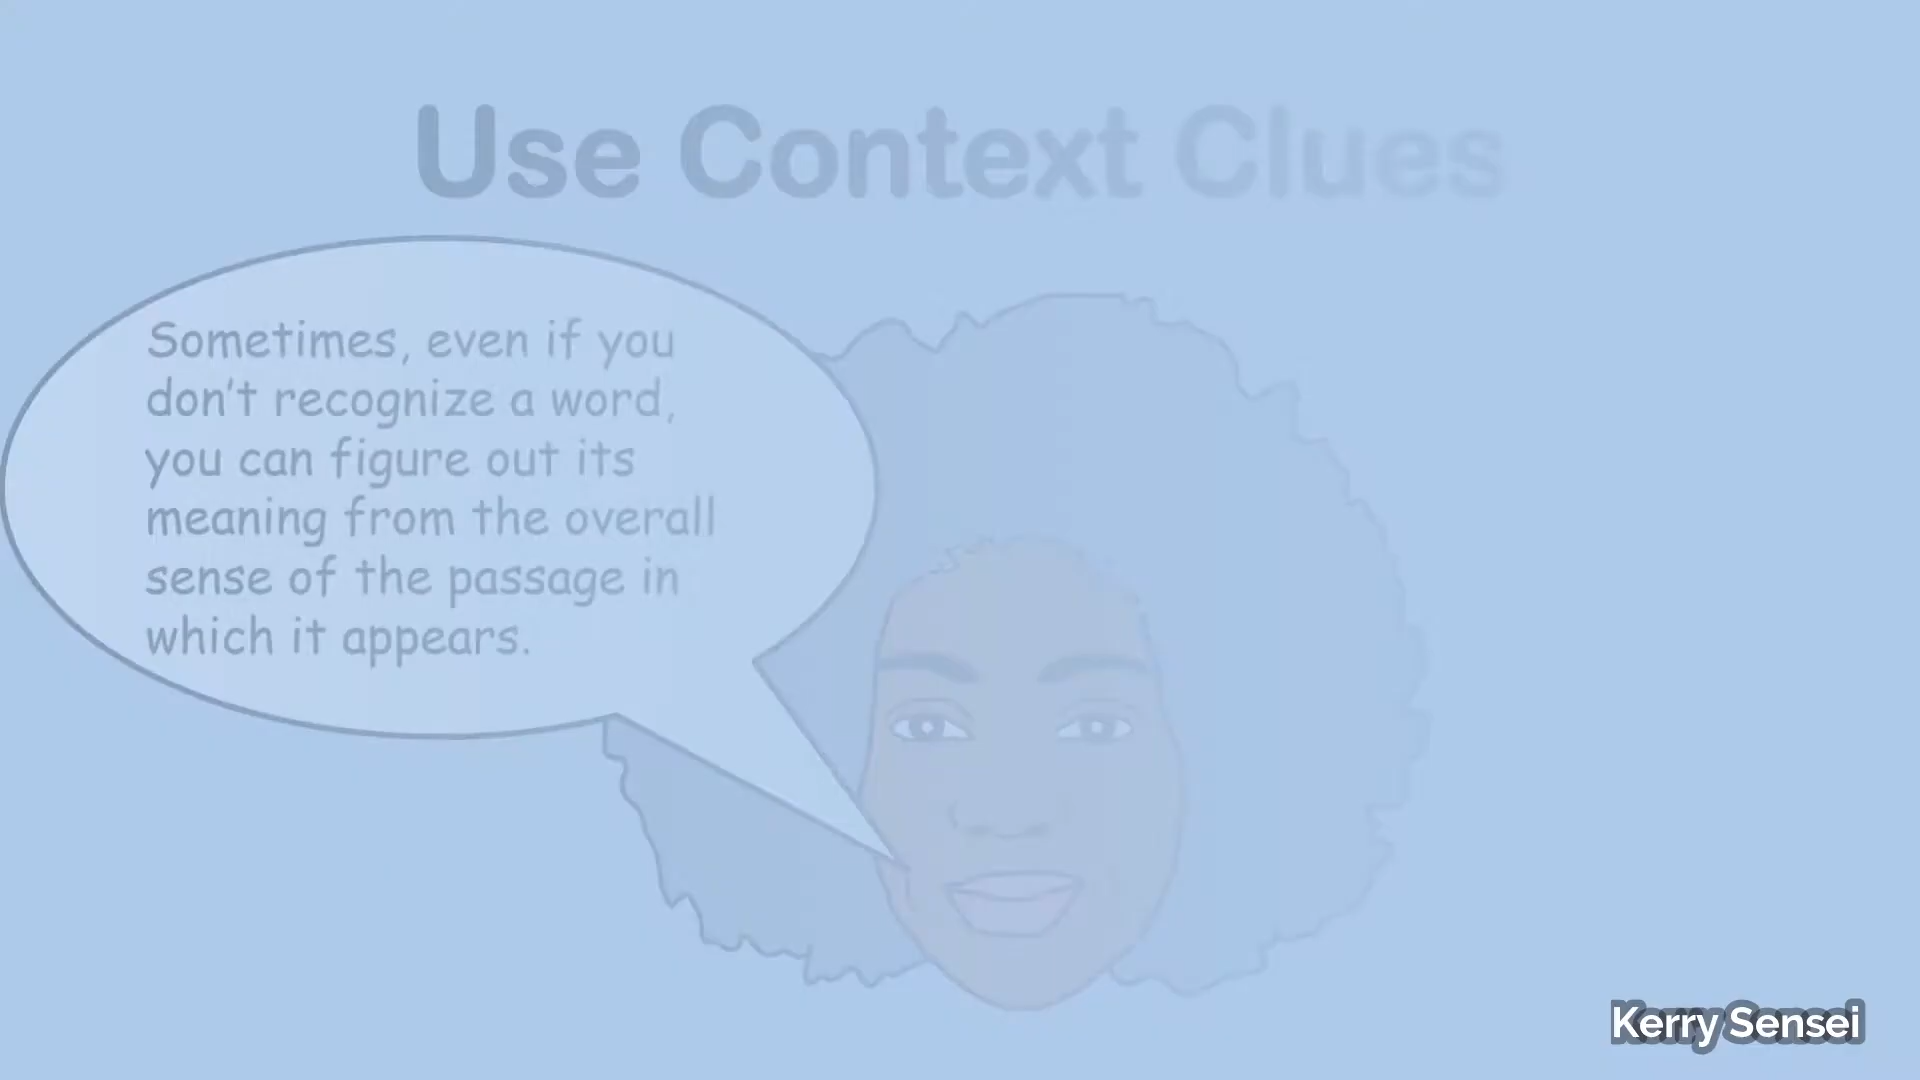 Use Context Clues
Sometimes, even if you
don't recognize a word,
you can figure out its
meaning from the overall
sense of the passage in
which it appears.
Kerry Sensei